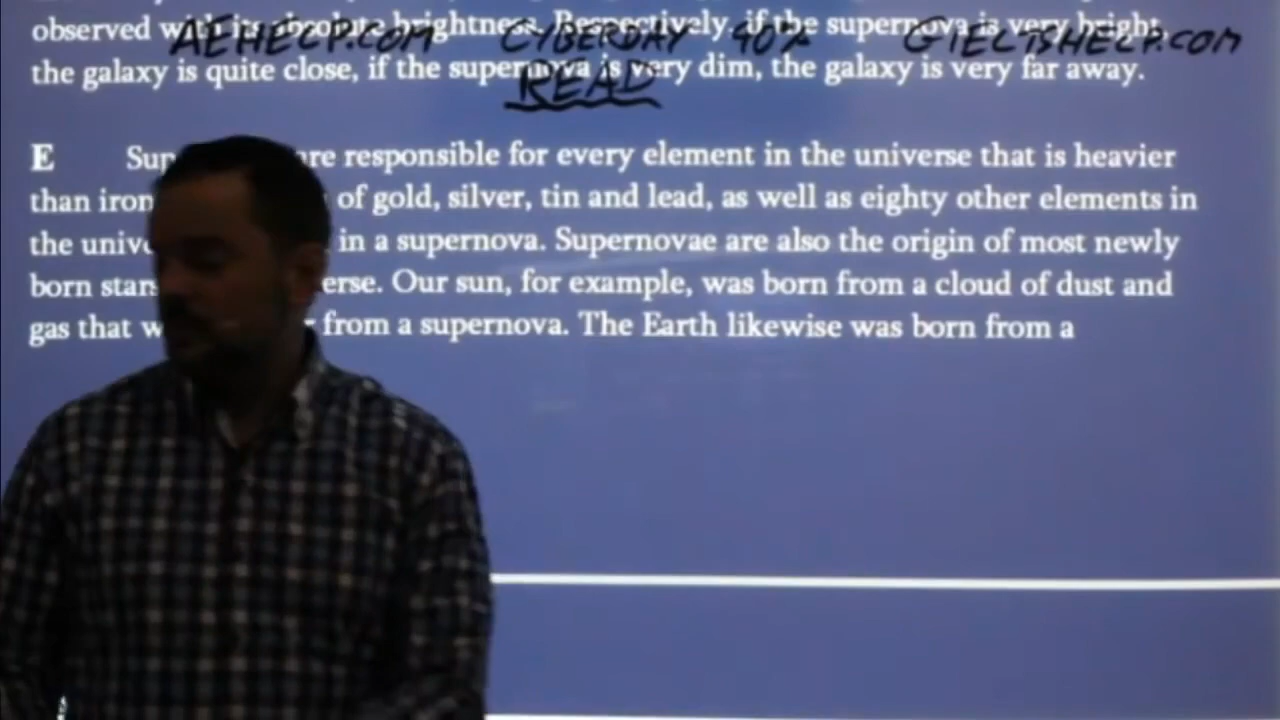 observed with its absolute brightness. Respectively, if the supernova is very bright,
AEHELP.COM CYBERDAY 40% GIELTSHELP.COM
the galaxy is quite close, if the supernova is very dim, the galaxy is very far away.
READ
E Sup re responsible for every element in the universe that is heavier
than iron of gold, silver, tin and lead, as well as eighty other elements in
the univ in a supernova. Supernovae are also the origin of most newly
born stars erse. Our sun, for example, was born from a cloud of dust and
gas that w from a supernova. The Earth likewise was born from a